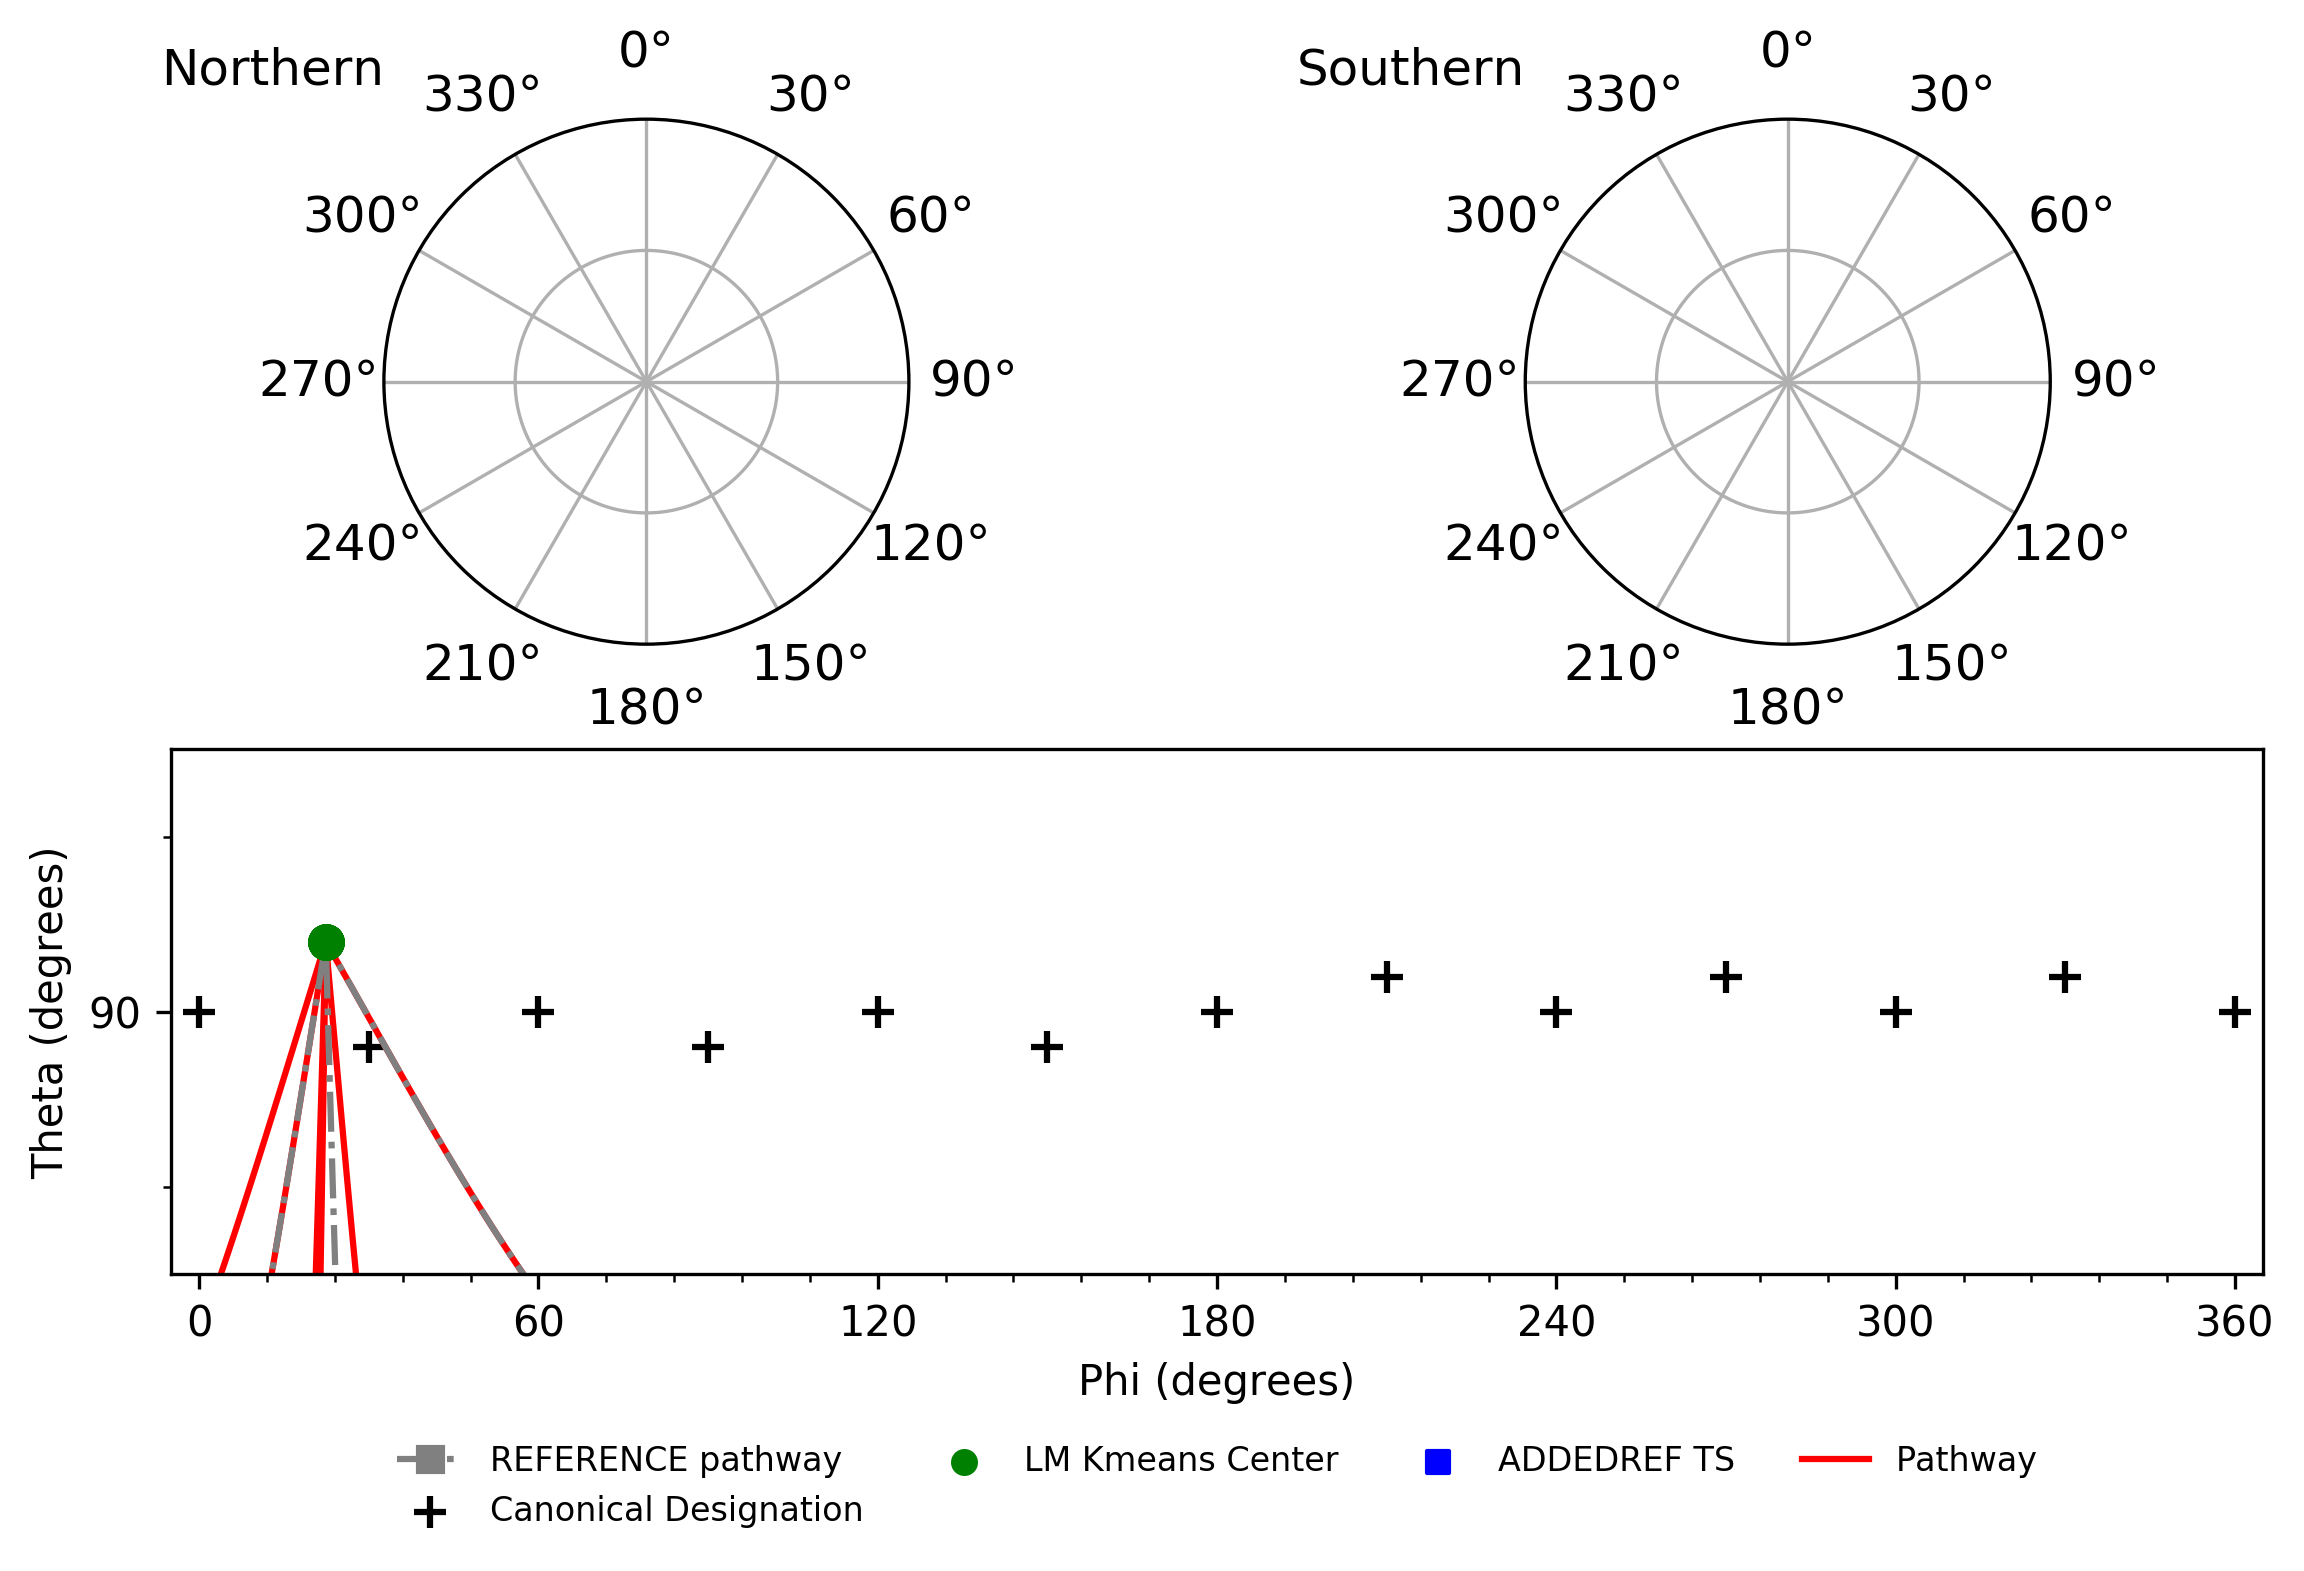 Northern
0°
30°
60°
90°
120°
150°
180°
210°
240°
270°
300°
330°
Southern
0°
30°
60°
90°
120°
150°
180°
210°
240°
270°
300°
330°
Theta (degrees)
90
0 60 120 180 240 300 360
Phi (degrees)
REFERENCE pathway
Canonical Designation
LM Kmeans Center
ADDEDREF TS
Pathway